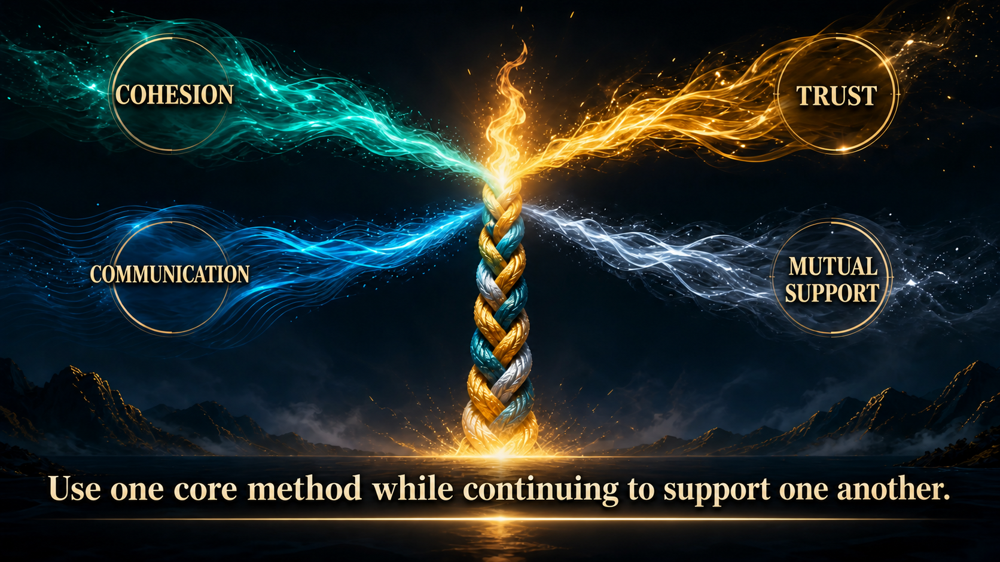 COHESION
TRUST
COMMUNICATION
MUTUAL
SUPPORT
Use one core method while continuing to support one another.